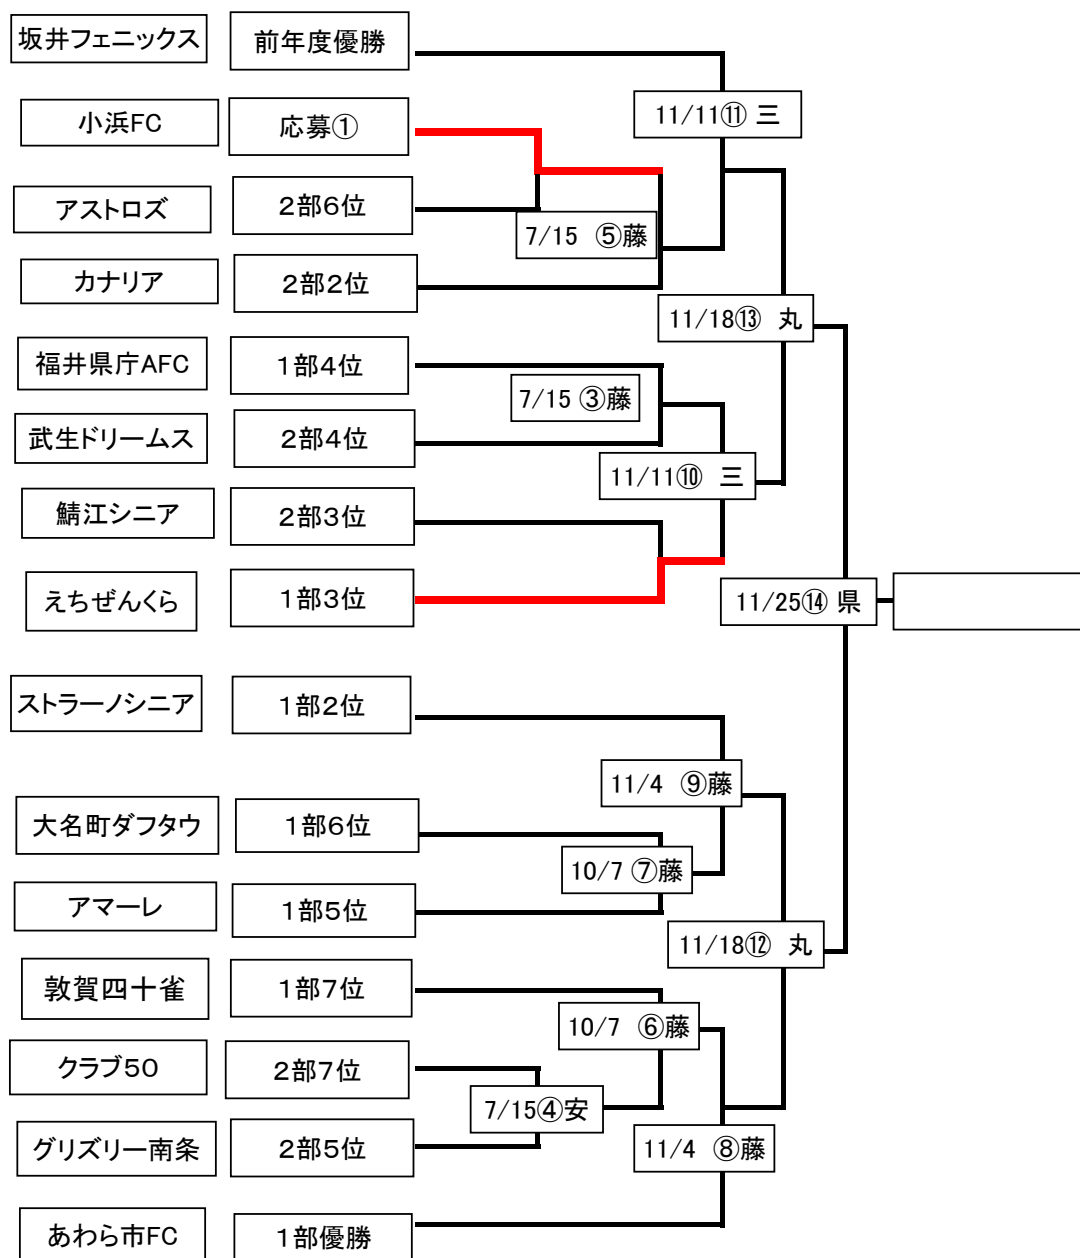 坂井フェニックス 前年度優勝
11/11⑪ 三
小浜FC 応募①
アストロズ 2部6位
7/15 ⑤藤
カナリア 2部2位
11/18⑬ 丸
福井県庁AFC 1部4位
7/15 ③藤
武生ドリームス 2部4位
11/11⑩ 三
鯖江シニア 2部3位
えちぜんくら 1部3位
11/25⑭ 県
ストラーノシニア 1部2位
11/4 ⑨藤
大名町ダフタウ 1部6位
10/7 ⑦藤
アマーレ 1部5位
11/18⑫ 丸
敦賀四十雀 1部7位
10/7 ⑥藤
クラブ50 2部7位
7/15④安
グリズリー南条 2部5位
11/4 ⑧藤
あわら市FC 1部優勝